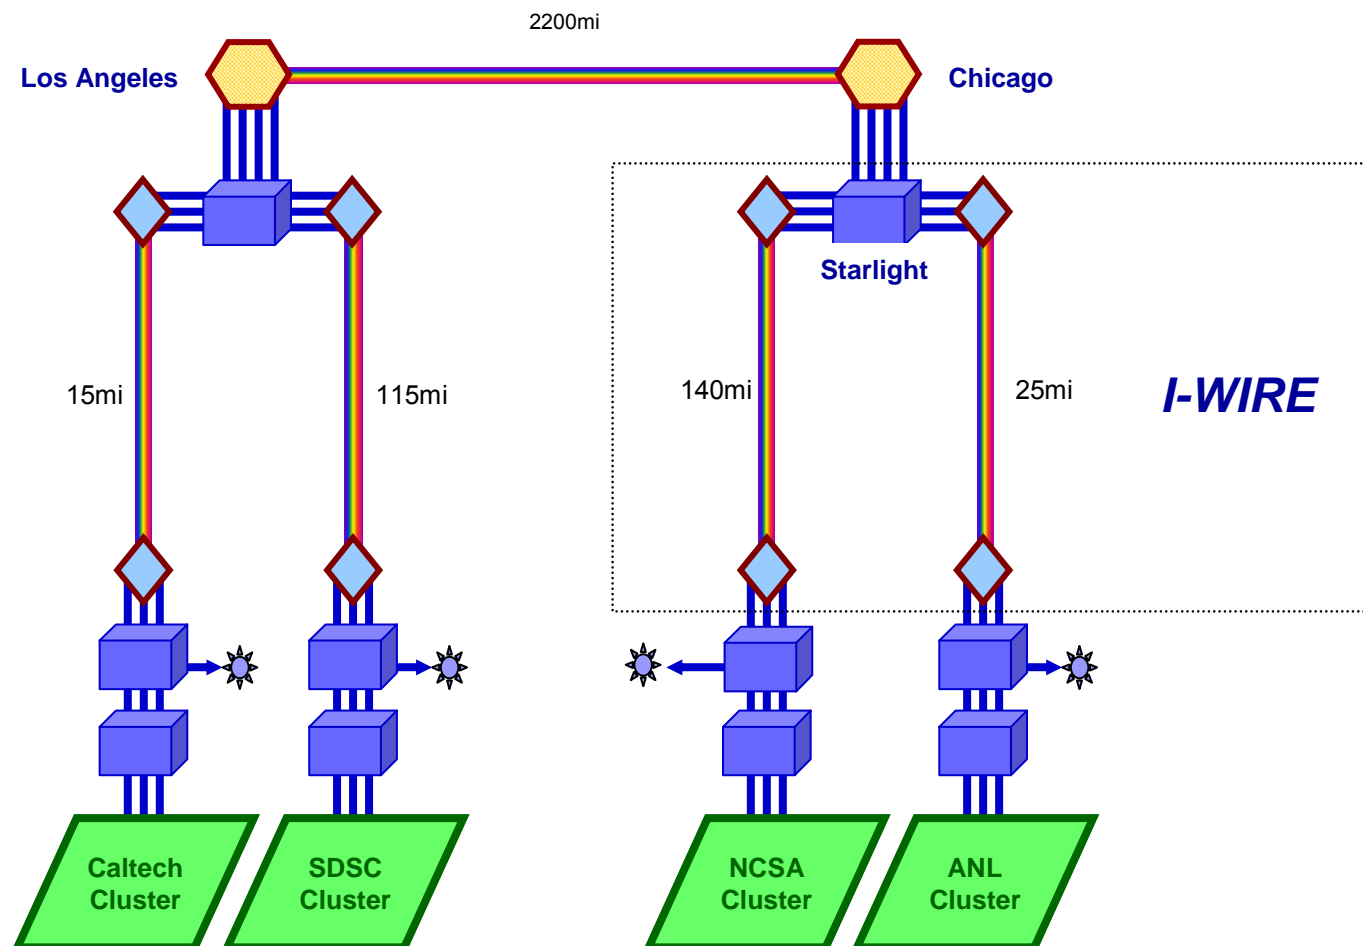 2200mi
Los Angeles
Chicago
Starlight
15mi
115mi
140mi
25mi
I-WIRE
Caltech
Cluster
SDSC
Cluster
NCSA
Cluster
ANL
Cluster